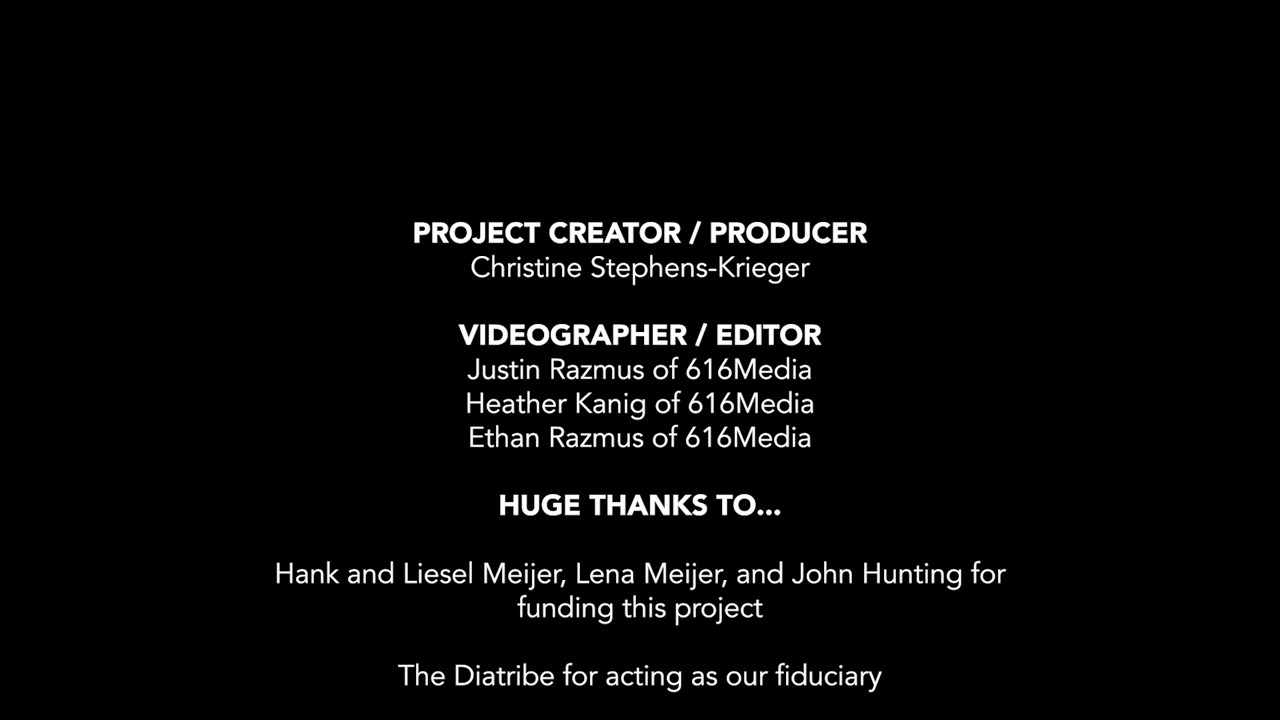 PROJECT CREATOR / PRODUCER
Christine Stephens-Krieger
VIDEOGRAPHER / EDITOR
Justin Razmus of 616Media
Heather Kanig of 616Media
Ethan Razmus of 616Media
HUGE THANKS TO...
Hank and Liesel Meijer, Lena Meijer, and John Hunting for
funding this project
The Diatribe for acting as our fiduciary